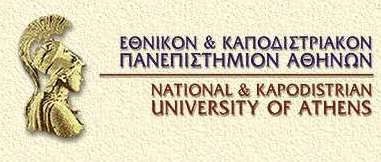 ΕΘΝΙΚΟΝ & ΚΑΠΟΔΙΣΤΡΙΑΚΟΝ
ΠΑΝΕΠΙΣΤΗΜΙΟΝ ΑΘΗΝΩΝ
NATIONAL & KAPODISTRIAN
UNIVERSITY OF ATHENS